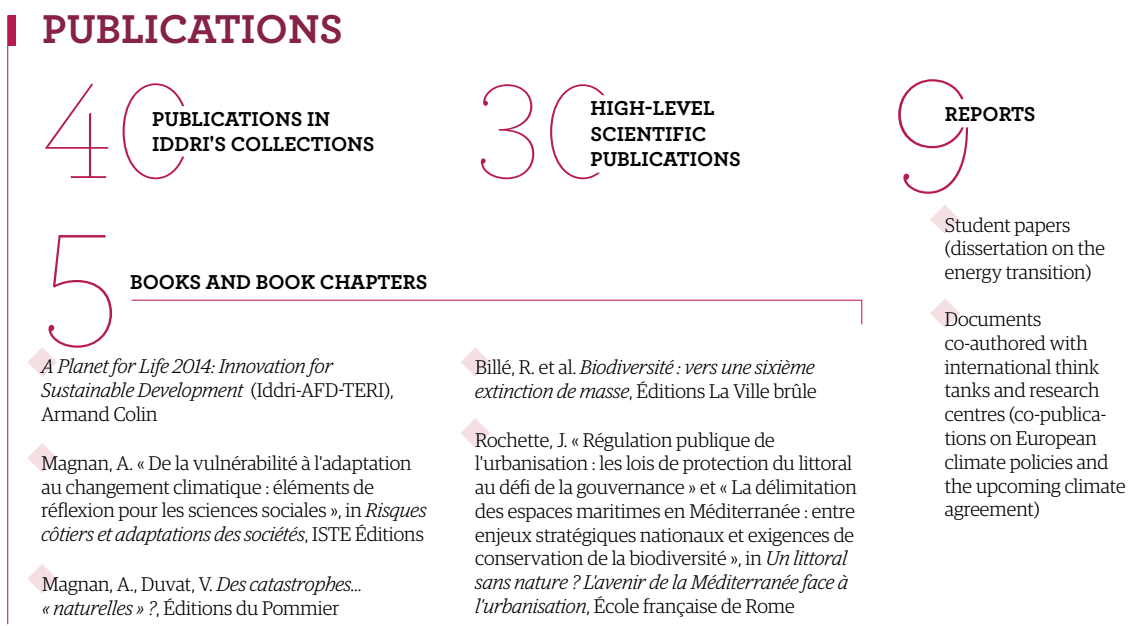 PUBLICATIONS
40
PUBLICATIONS IN
IDDRI'S COLLECTIONS
30
HIGH-LEVEL
SCIENTIFIC
PUBLICATIONS
9
REPORTS
Student papers
(dissertation on the
energy transition)
Documents
co-authored with
international think
tanks and research
centres (co-publica-
tions on European
climate policies and
the upcoming climate
agreement)
5
BOOKS AND BOOK CHAPTERS
A Planet for Life 2014: Innovation for
Sustainable Development (Iddri-AFD-TERI),
Armand Colin
Magnan, A. « De la vulnérabilité à l'adaptation
au changement climatique : éléments de
réflexion pour les sciences sociales », in Risques
côtiers et adaptations des sociétés, ISTE Éditions
Magnan, A., Duvat, V. Des catastrophes...
« naturelles » ?, Éditions du Pommier
Billé, R. et al. Biodiversité : vers une sixième
extinction de masse, Éditions La Ville brûle
Rochette, J. « Régulation publique de
l'urbanisation : les lois de protection du littoral
au défi de la gouvernance » et « La délimitation
des espaces maritimes en Méditerranée : entre
enjeux stratégiques nationaux et exigences de
conservation de la biodiversité », in Un littoral
sans nature ? L'avenir de la Méditerranée face à
l'urbanisation, École française de Rome